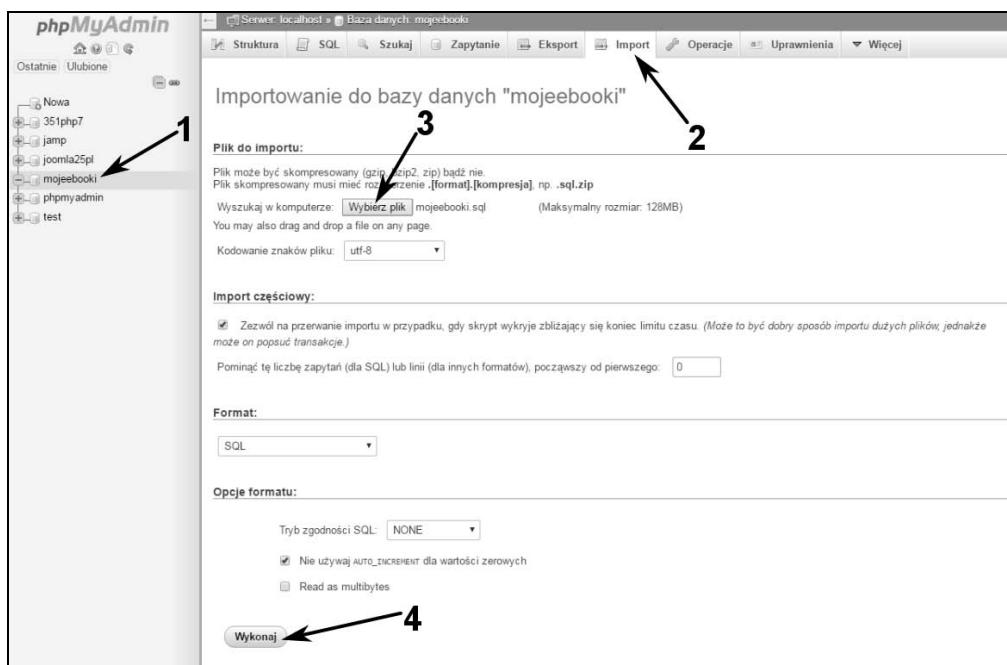 phpMyAdmin
Ostatnie Ulubione
Nowa
351php7
jamp
joomla25pl
mojeebooki
phpmyadmin
test
1
Serwer: localhost » Baza danych: mojeebooki
Struktura SQL Szukaj Zapytanie Eksport Import Operacje Uprawnienia Więcej
Importowanie do bazy danych "mojeebooki"
3
2
Plik do importu:
Plik może być skompresowany (gzip, bzip2, zip) bądź nie.
Plik skompresowany musi mieć rozszerzenie .[format].[kompresja], np. .sql.zip
Wyszukaj w komputerze: Wybierz plik mojeebooki.sql (Maksymalny rozmiar: 128MB)
You may also drag and drop a file on any page.
Kodowanie znaków pliku: utf-8
Import częściowy:
Zezwól na przerwanie importu w przypadku, gdy skrypt wykryje zbliżający się koniec limitu czasu. (Może to być dobry sposób importu dużych plików, jednakże
może on popsuć transakcje.)
Pominąć tę liczbę zapytań (dla SQL) lub linii (dla innych formatów), począwszy od pierwszego: 0
Format:
SQL
Opcje formatu:
Tryb zgodności SQL: NONE
Nie używaj AUTO_INCREMENT dla wartości zerowych
Read as multibytes
4
Wykonaj